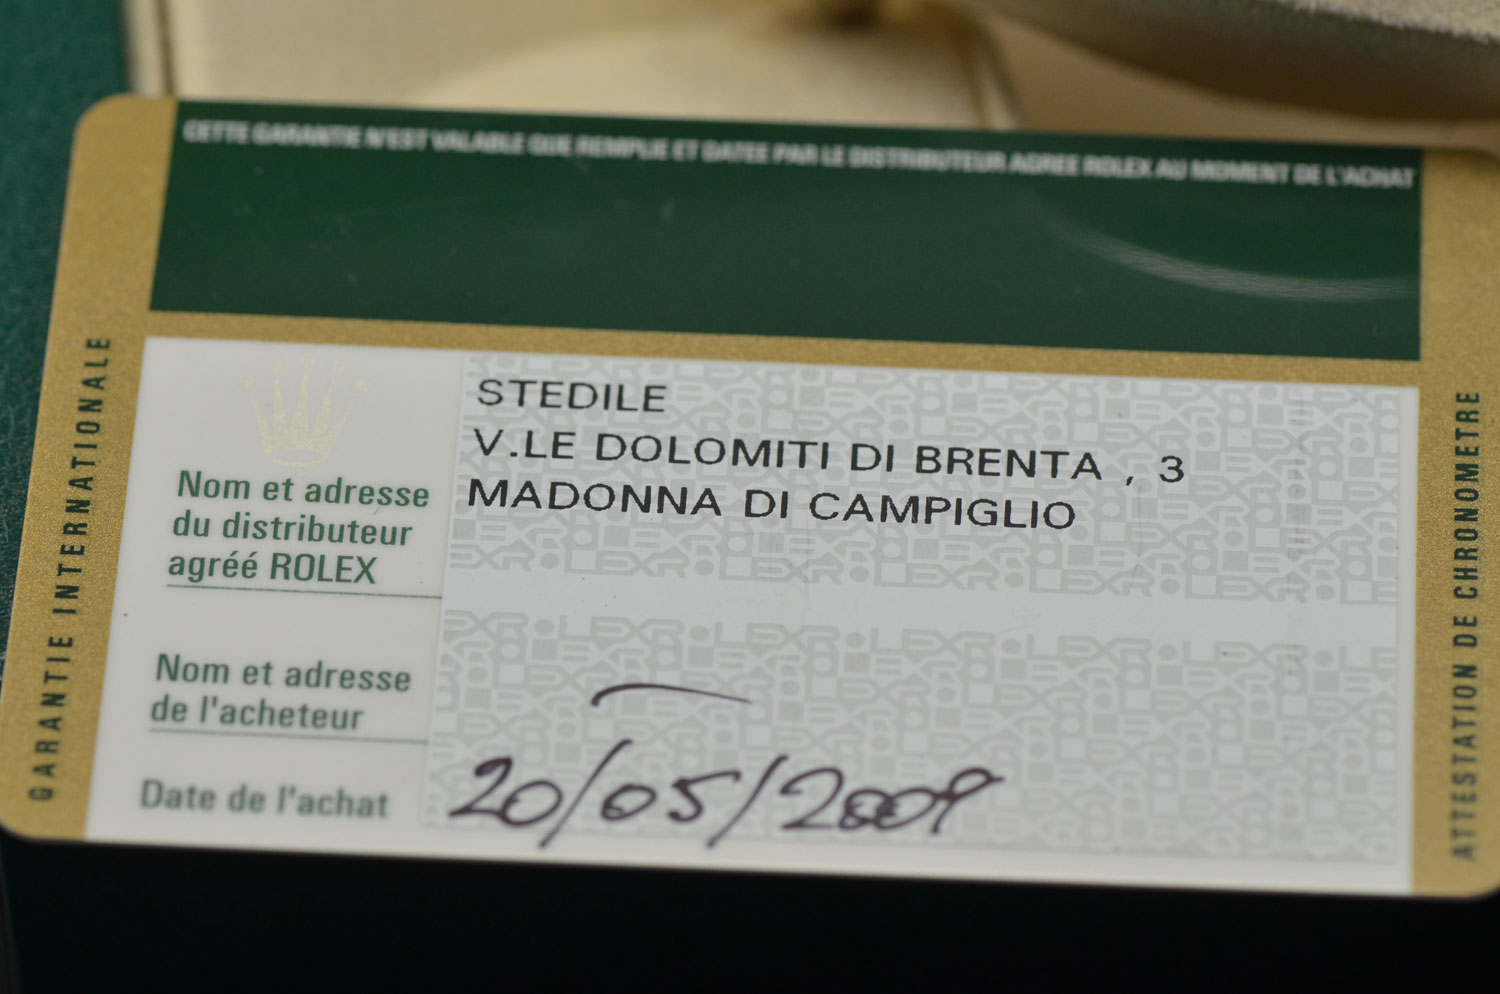 CETTE GARANTIE N'EST VALABLE QUE REMPLIE ET DATEE PAR LE DISTRIBUTEUR AGREE ROLEX AU MOMENT DE L'ACHAT
GARANTIE INTERNATIONALE
Nom et adresse
du distributeur
agréé ROLEX
STEDILE
V.LE DOLOMITI DI BRENTA , 3
MADONNA DI CAMPIGLIO
Nom et adresse
de l'acheteur
Date de l'achat
20/05/2009
ATTESTATION DE CHRONOMETRE